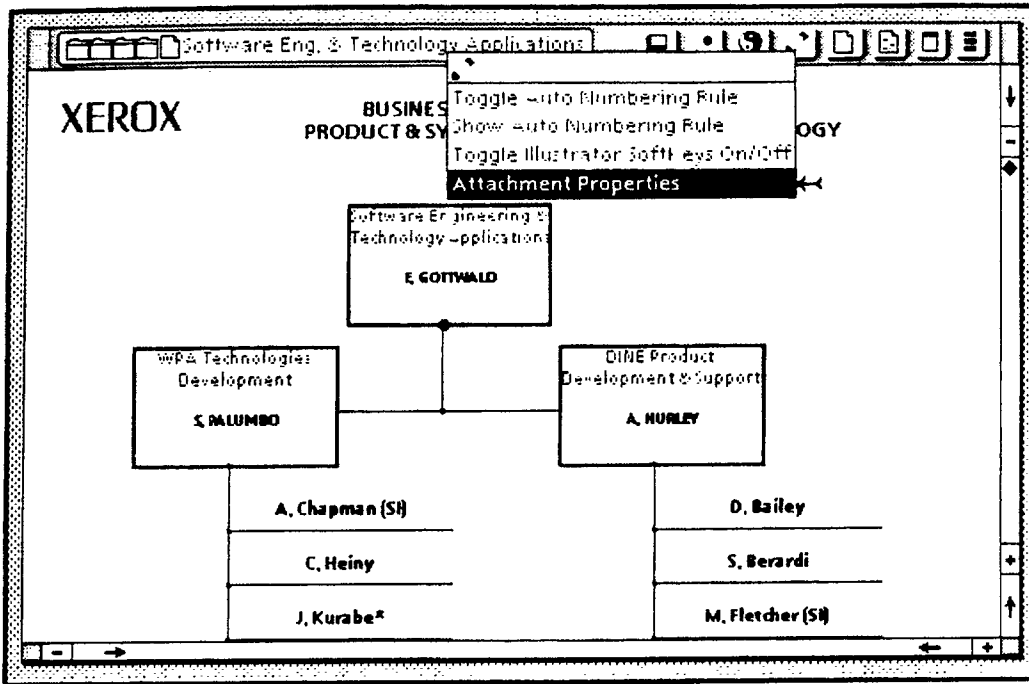 Software Eng. & Technology Applications
XEROX
BUSINES
PRODUCT & SY
OGY
Toggle Auto Numbering Rule
Show Auto Numbering Rule
Toggle Illustrator SoftKeys On/Off
Attachment Properties
Software Engineering &
Technology Applications
E. GOTTWALD
WPA Technologies
Development
S. PALUMBO
DINE Product
Development & Support
A. HURLEY
A. Chapman (SI)
C. Heiny
J. Kurabe*
D. Bailey
S. Berardi
M. Fletcher (SI)